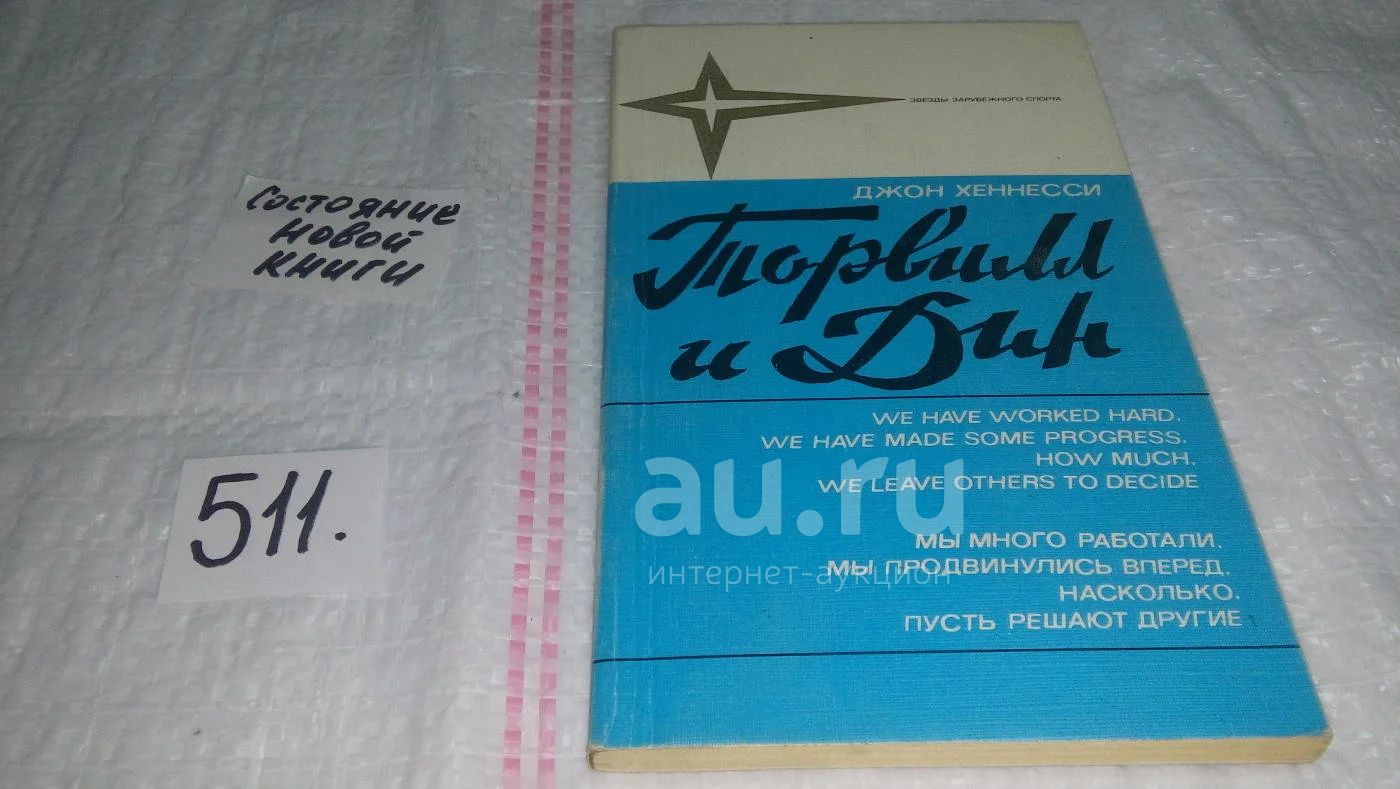 Состояние
новой
книги
511.
ЗВЕЗДЫ ЗАРУБЕЖНОГО СПОРТА
ДЖОН ХЕННЕССИ
Торвилл
и Дин
WE HAVE WORKED HARD.
WE HAVE MADE SOME PROGRESS.
HOW MUCH.
WE LEAVE OTHERS TO DECIDE
МЫ МНОГО РАБОТАЛИ.
МЫ ПРОДВИНУЛИСЬ ВПЕРЕД.
НАСКОЛЬКО.
ПУСТЬ РЕШАЮТ ДРУГИЕ
au.ru
интернет-аукцион